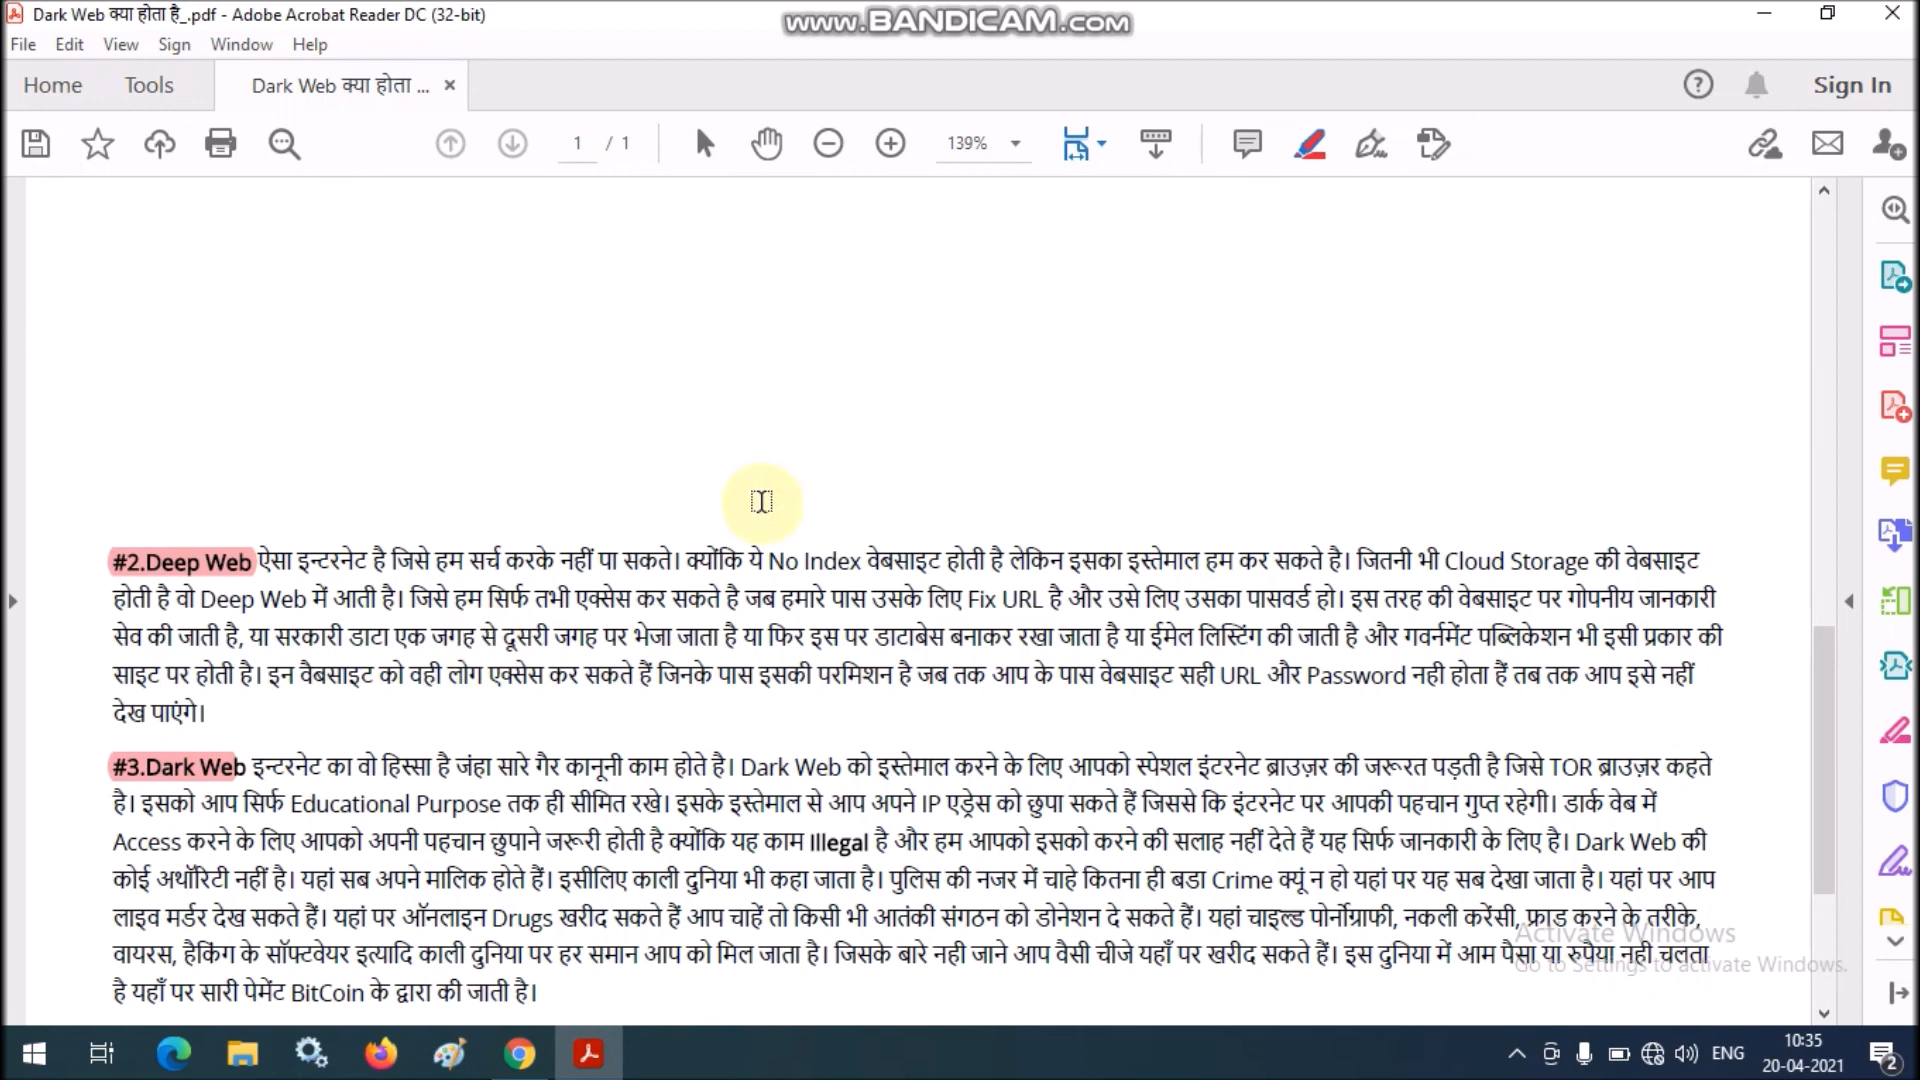 Dark Web क्या होता है_.pdf - Adobe Acrobat Reader DC (32-bit)
www.BANDICAM.com
File Edit View Sign Window Help
Home Tools Dark Web क्या होता ... Sign In
1 / 1 139%
#2.Deep Web ऐसा इन्टरनेट है जिसे हम सर्च करके नहीं पा सकते। क्योंकि ये No Index वेबसाइट होती है लेकिन इसका इस्तेमाल हम कर सकते है। जितनी भी Cloud Storage की वेबसाइट
होती है वो Deep Web में आती है। जिसे हम सिर्फ तभी एक्सेस कर सकते है जब हमारे पास उसके लिए Fix URL है और उसे लिए उसका पासवर्ड हो। इस तरह की वेबसाइट पर गोपनीय जानकारी
सेव की जाती है, या सरकारी डाटा एक जगह से दूसरी जगह पर भेजा जाता है या फिर इस पर डाटाबेस बनाकर रखा जाता है या ईमेल लिस्टिंग की जाती है और गवर्नमेंट पब्लिकेशन भी इसी प्रकार की
साइट पर होती है। इन वैबसाइट को वही लोग एक्सेस कर सकते हैं जिनके पास इसकी परमिशन है जब तक आप के पास वेबसाइट सही URL और Password नही होता हैं तब तक आप इसे नहीं
देख पाएंगे।
#3.Dark Web इन्टरनेट का वो हिस्सा है जंहा सारे गैर कानूनी काम होते है। Dark Web को इस्तेमाल करने के लिए आपको स्पेशल इंटरनेट ब्राउज़र की जरूरत पड़ती है जिसे TOR ब्राउज़र कहते
है। इसको आप सिर्फ Educational Purpose तक ही सीमित रखे। इसके इस्तेमाल से आप अपने IP एड्रेस को छुपा सकते हैं जिससे कि इंटरनेट पर आपकी पहचान गुप्त रहेगी। डार्क वेब में
Access करने के लिए आपको अपनी पहचान छुपाने जरूरी होती है क्योंकि यह काम Illegal है और हम आपको इसको करने की सलाह नहीं देते हैं यह सिर्फ जानकारी के लिए है। Dark Web की
कोई अथॉरिटी नहीं है। यहां सब अपने मालिक होते हैं। इसीलिए काली दुनिया भी कहा जाता है। पुलिस की नजर में चाहे कितना ही बडा Crime क्यूं न हो यहां पर यह सब देखा जाता है। यहां पर आप
लाइव मर्डर देख सकते हैं। यहां पर ऑनलाइन Drugs खरीद सकते हैं आप चाहें तो किसी भी आतंकी संगठन को डोनेशन दे सकते हैं। यहां चाइल्ड पोर्नोग्राफी, नकली करेंसी, फ्राड करने के तरीके,
वायरस, हैकिंग के सॉफ्टवेयर इत्यादि काली दुनिया पर हर समान आप को मिल जाता है। जिसके बारे नही जाने आप वैसी चीजे यहाँ पर खरीद सकते हैं। इस दुनिया में आम पैसा या रुपैया नही चलता
है यहाँ पर सारी पेमेंट BitCoin के द्वारा की जाती है।
Activate Windows
Go to Settings to activate Windows.
ENG 10:35
20-04-2021
2